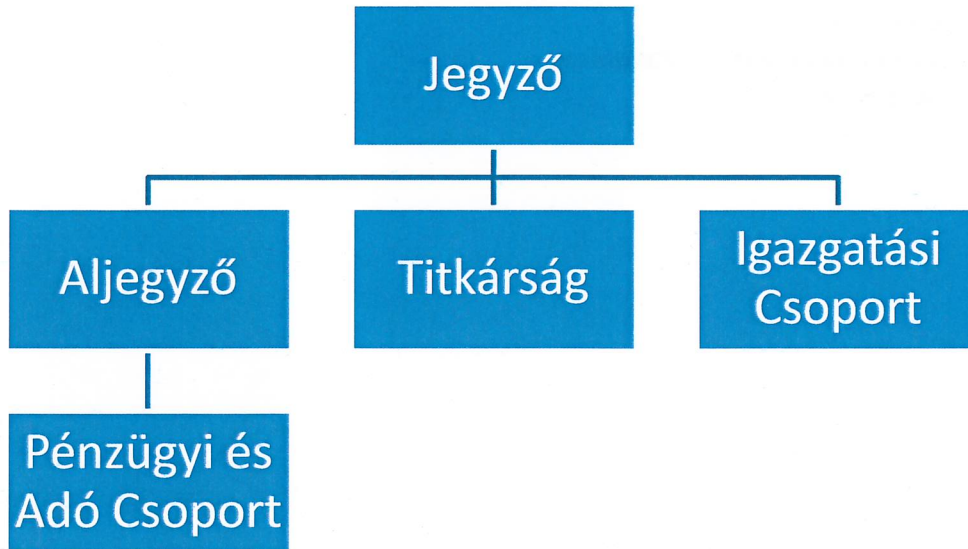 Jegyző
Aljegyző
Titkárság
Igazgatási
Csoport
Pénzügyi és
Adó Csoport